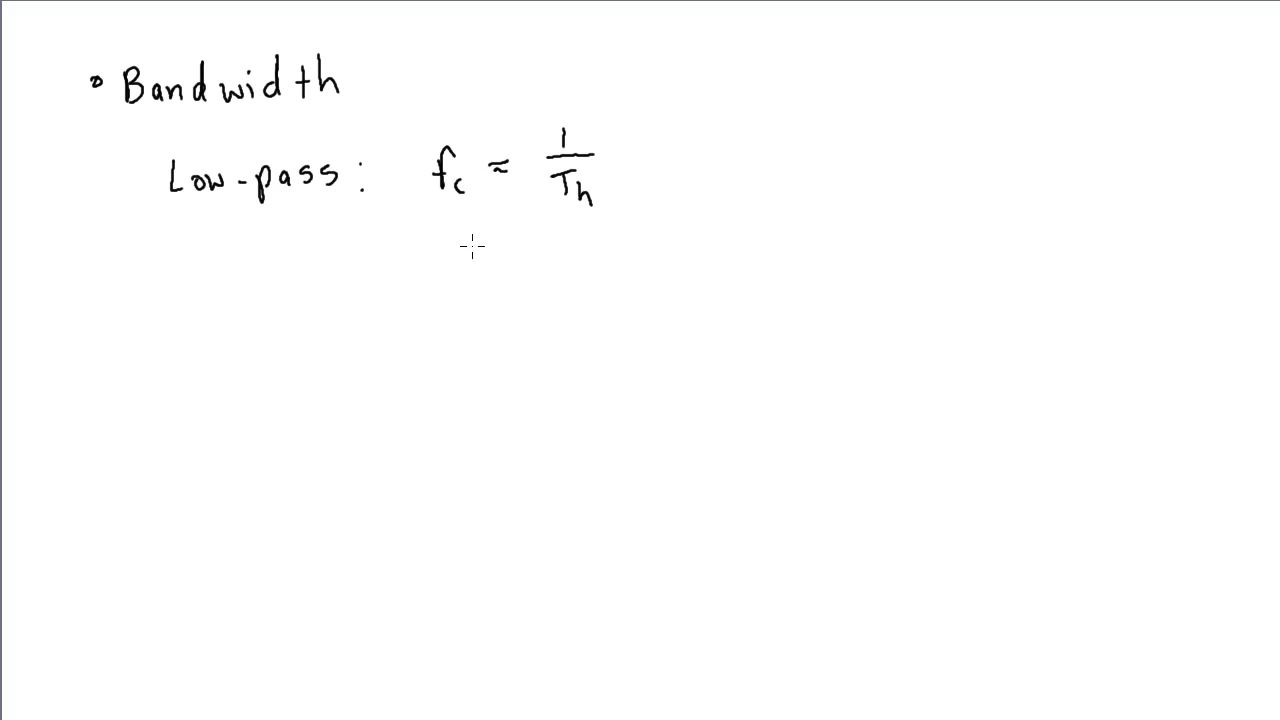 • Bandwidth
Low-pass: f_c ≈ 1/T_h